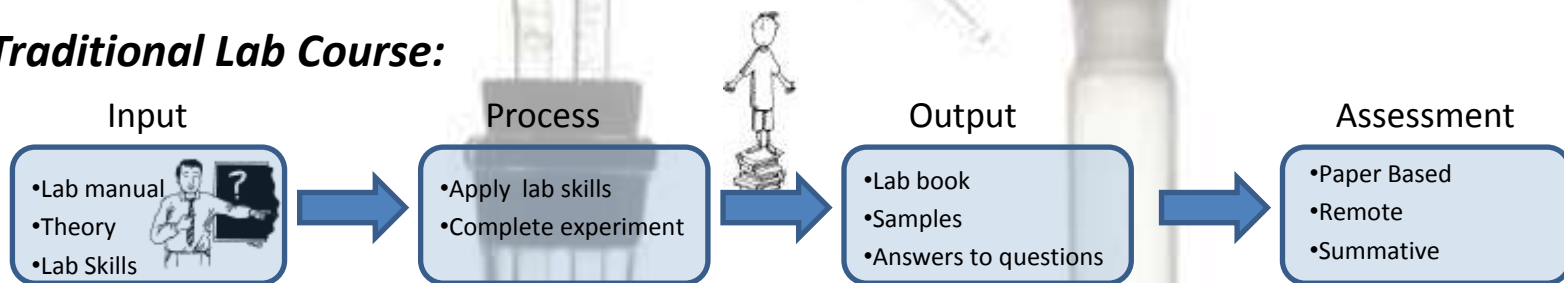 Traditional Lab Course:
Input
•Lab manual
•Theory
•Lab Skills
?
Process
•Apply lab skills
•Complete experiment
Output
•Lab book
•Samples
•Answers to questions
Assessment
•Paper Based
•Remote
•Summative